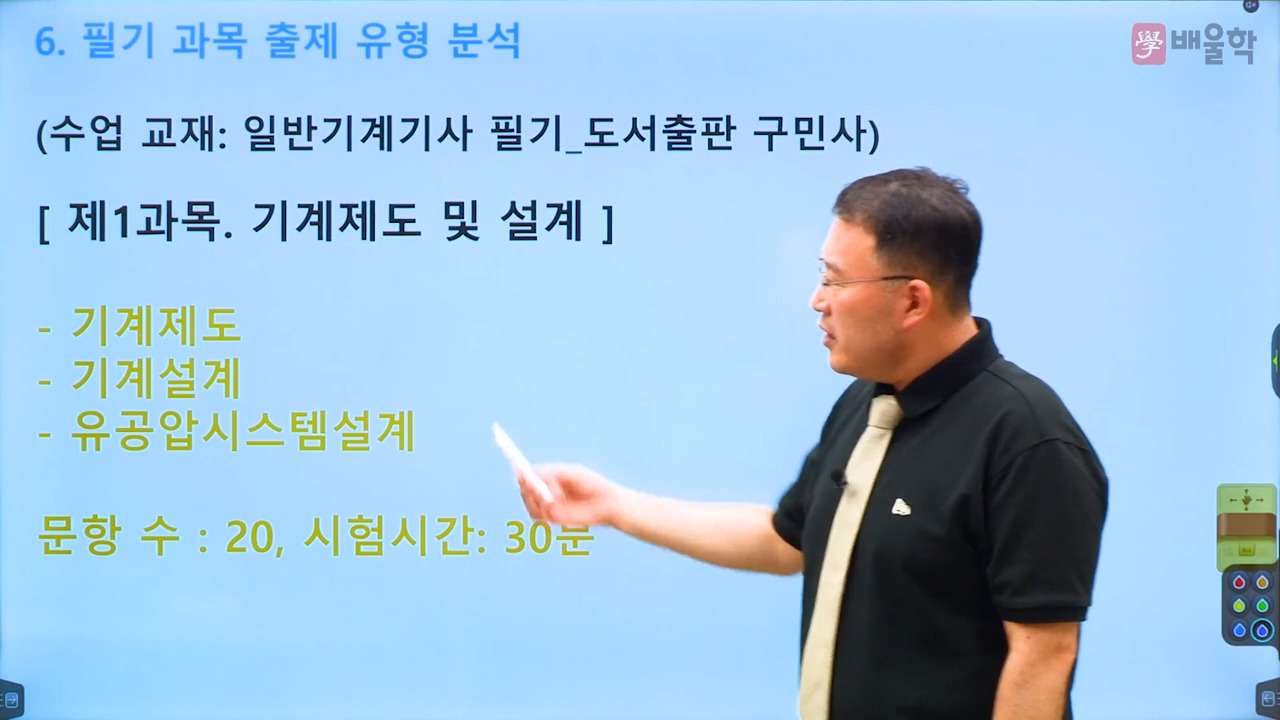 6. 필기 과목 출제 유형 분석
學 배울학
(수업 교재: 일반기계기사 필기_도서출판 구민사)
[ 제1과목. 기계제도 및 설계 ]
- 기계제도
- 기계설계
- 유공압시스템설계
문항 수 : 20, 시험시간: 30분